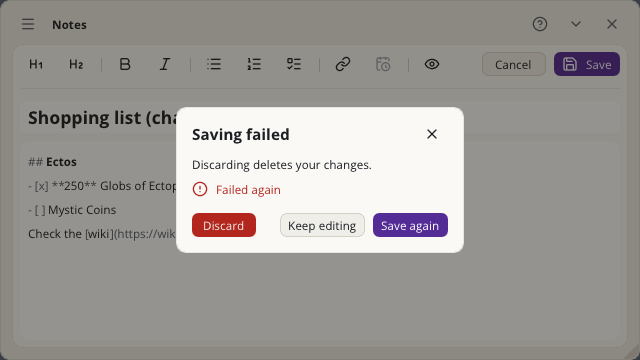 Notes
H1 H2 B I Cancel Save
Shopping list (cha
## Ectos
- [x] **250** Globs of Ectop
- [ ] Mystic Coins
Check the [wiki](https://wik
Saving failed
Discarding deletes your changes.
Failed again
Discard Keep editing Save again